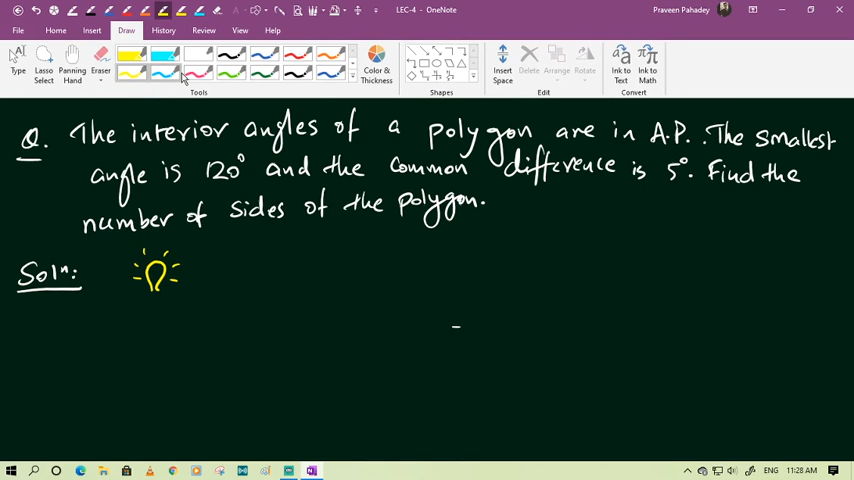 LEC-4 - OneNote
Praveen Pahadey
File Home Insert Draw History Review View Help
Type
Lasso Select
Panning Hand
Eraser
Color & Thickness
Insert Space
Delete
Arrange
Rotate
Ink to Text
Ink to Math
Tools
Shapes
Edit
Convert
Q. The interior angles of a polygon are in A.P. . The smallest
angle is 120° and the common difference is 5°. Find the
number of sides of the polygon.
Solⁿ:
ENG 11:28 AM